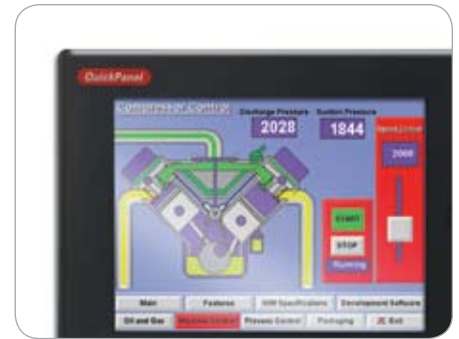 QuickPanel
Compressor Control
Discharge Pressure Suction Pressure
2028 1844
2000
START
STOP
Running
Main Features HMI Specifications Development Software
Oil and Gas Machine Control Process Control Packaging Exit